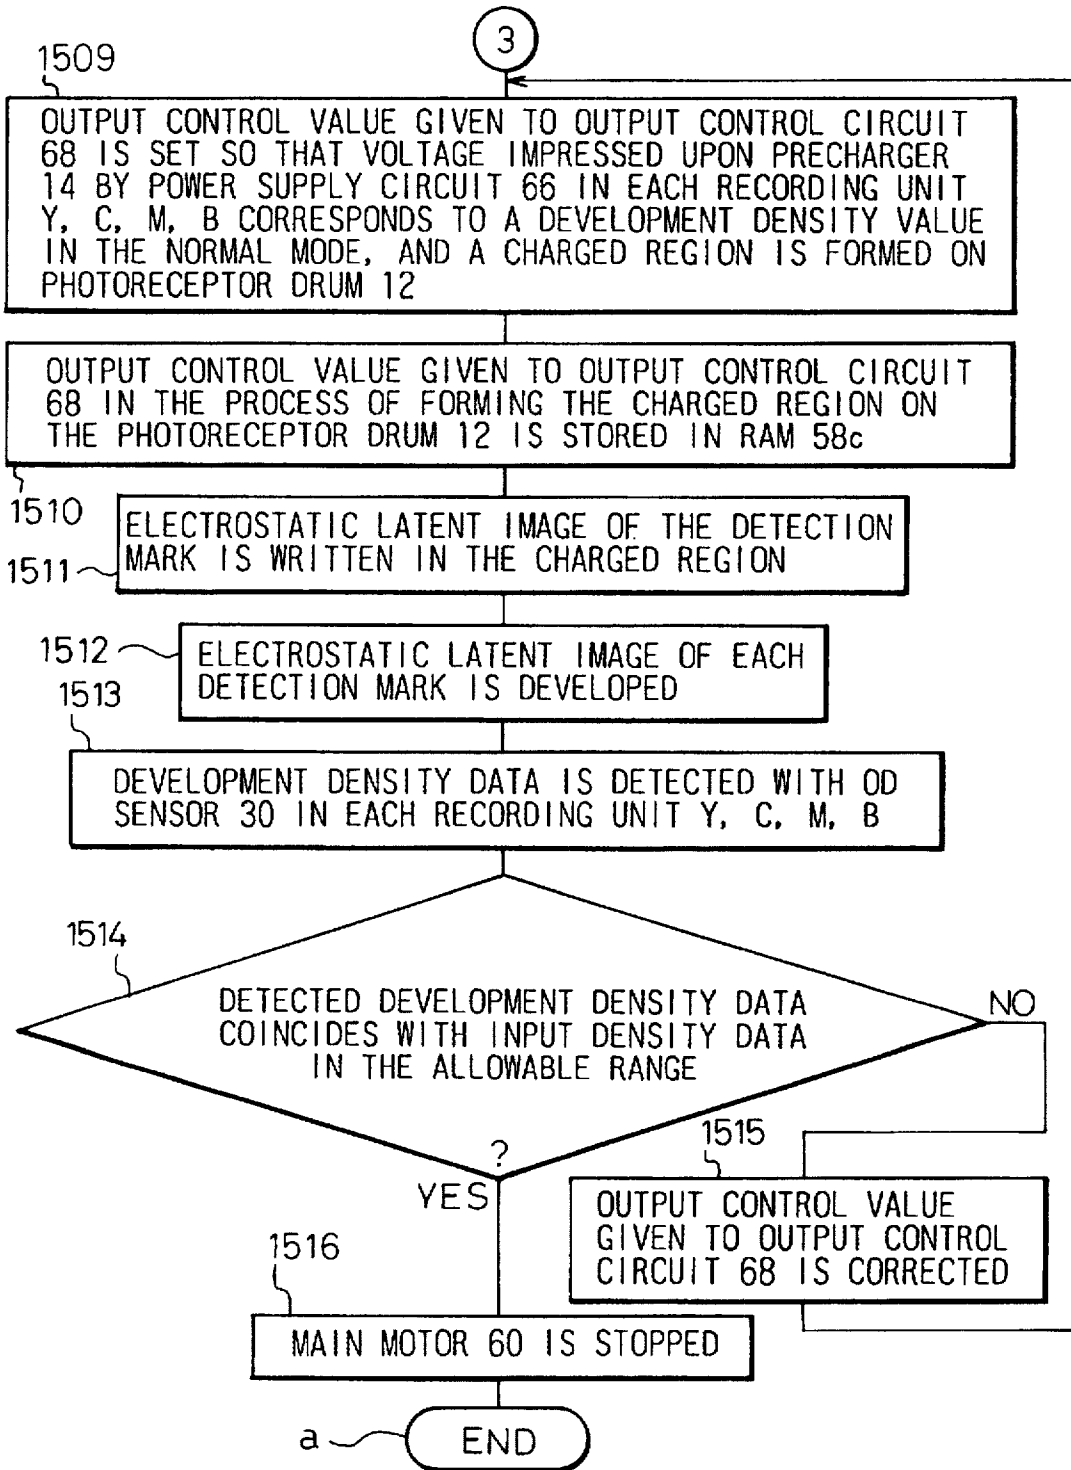 3
1509
OUTPUT CONTROL VALUE GIVEN TO OUTPUT CONTROL CIRCUIT
68 IS SET SO THAT VOLTAGE IMPRESSED UPON PRECHARGER
14 BY POWER SUPPLY CIRCUIT 66 IN EACH RECORDING UNIT
Y, C, M, B CORRESPONDS TO A DEVELOPMENT DENSITY VALUE
IN THE NORMAL MODE, AND A CHARGED REGION IS FORMED ON
PHOTORECEPTOR DRUM 12
OUTPUT CONTROL VALUE GIVEN TO OUTPUT CONTROL CIRCUIT
68 IN THE PROCESS OF FORMING THE CHARGED REGION ON
THE PHOTORECEPTOR DRUM 12 IS STORED IN RAM 58c
1510
ELECTROSTATIC LATENT IMAGE OF THE DETECTION
MARK IS WRITTEN IN THE CHARGED REGION
1511
1512
ELECTROSTATIC LATENT IMAGE OF EACH
DETECTION MARK IS DEVELOPED
1513
DEVELOPMENT DENSITY DATA IS DETECTED WITH OD
SENSOR 30 IN EACH RECORDING UNIT Y, C, M, B
1514
DETECTED DEVELOPMENT DENSITY DATA
COINCIDES WITH INPUT DENSITY DATA
IN THE ALLOWABLE RANGE
?
NO
YES
1515
OUTPUT CONTROL VALUE
GIVEN TO OUTPUT CONTROL
CIRCUIT 68 IS CORRECTED
1516
MAIN MOTOR 60 IS STOPPED
a
END